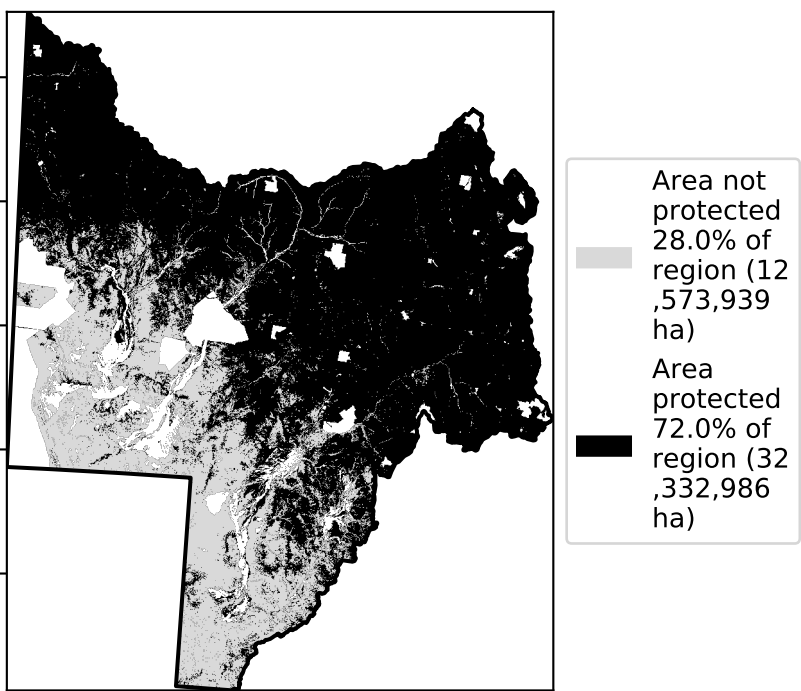 Area not
protected
28.0% of
region (12
,573,939
ha)
Area
protected
72.0% of
region (32
,332,986
ha)